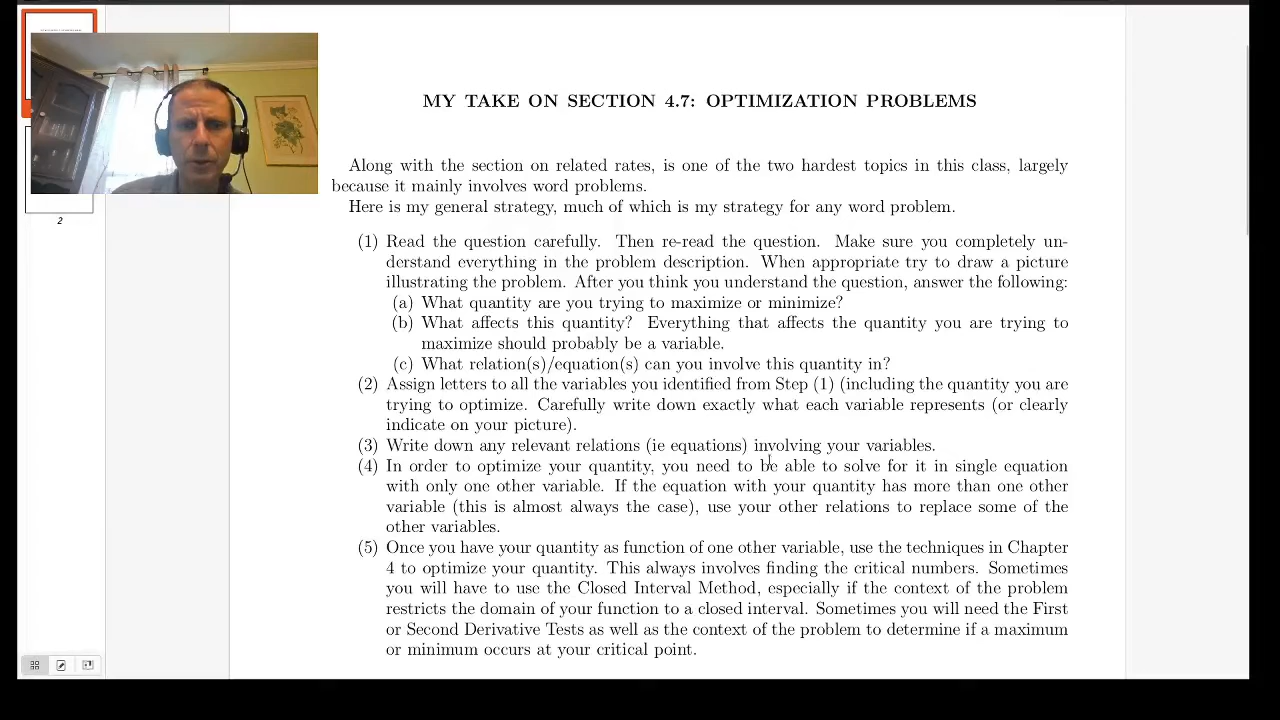 MY TAKE ON SECTION 4.7: OPTIMIZATION PROBLEMS
Along with the section on related rates, is one of the two hardest topics in this class, largely
because it mainly involves word problems.
Here is my general strategy, much of which is my strategy for any word problem.
(1) Read the question carefully. Then re-read the question. Make sure you completely un-
derstand everything in the problem description. When appropriate try to draw a picture
illustrating the problem. After you think you understand the question, answer the following:
(a) What quantity are you trying to maximize or minimize?
(b) What affects this quantity? Everything that affects the quantity you are trying to
maximize should probably be a variable.
(c) What relation(s)/equation(s) can you involve this quantity in?
(2) Assign letters to all the variables you identified from Step (1) (including the quantity you are
trying to optimize. Carefully write down exactly what each variable represents (or clearly
indicate on your picture).
(3) Write down any relevant relations (ie equations) involving your variables.
(4) In order to optimize your quantity, you need to be able to solve for it in single equation
with only one other variable. If the equation with your quantity has more than one other
variable (this is almost always the case), use your other relations to replace some of the
other variables.
(5) Once you have your quantity as function of one other variable, use the techniques in Chapter
4 to optimize your quantity. This always involves finding the critical numbers. Sometimes
you will have to use the Closed Interval Method, especially if the context of the problem
restricts the domain of your function to a closed interval. Sometimes you will need the First
or Second Derivative Tests as well as the context of the problem to determine if a maximum
or minimum occurs at your critical point.
2